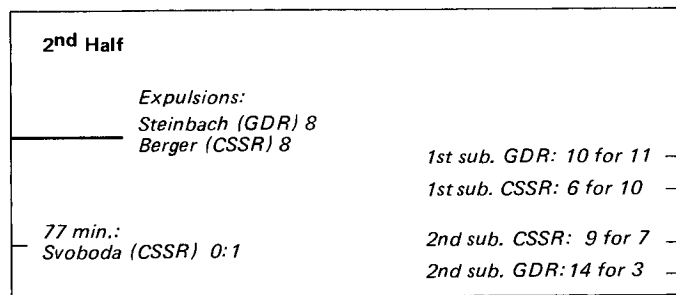 2nd Half
Expulsions:
Steinbach (GDR) 8
Berger (CSSR) 8
1st sub. GDR: 10 for 11
1st sub. CSSR: 6 for 10
77 min.:
Svoboda (CSSR) 0:1
2nd sub. CSSR: 9 for 7
2nd sub. GDR: 14 for 3